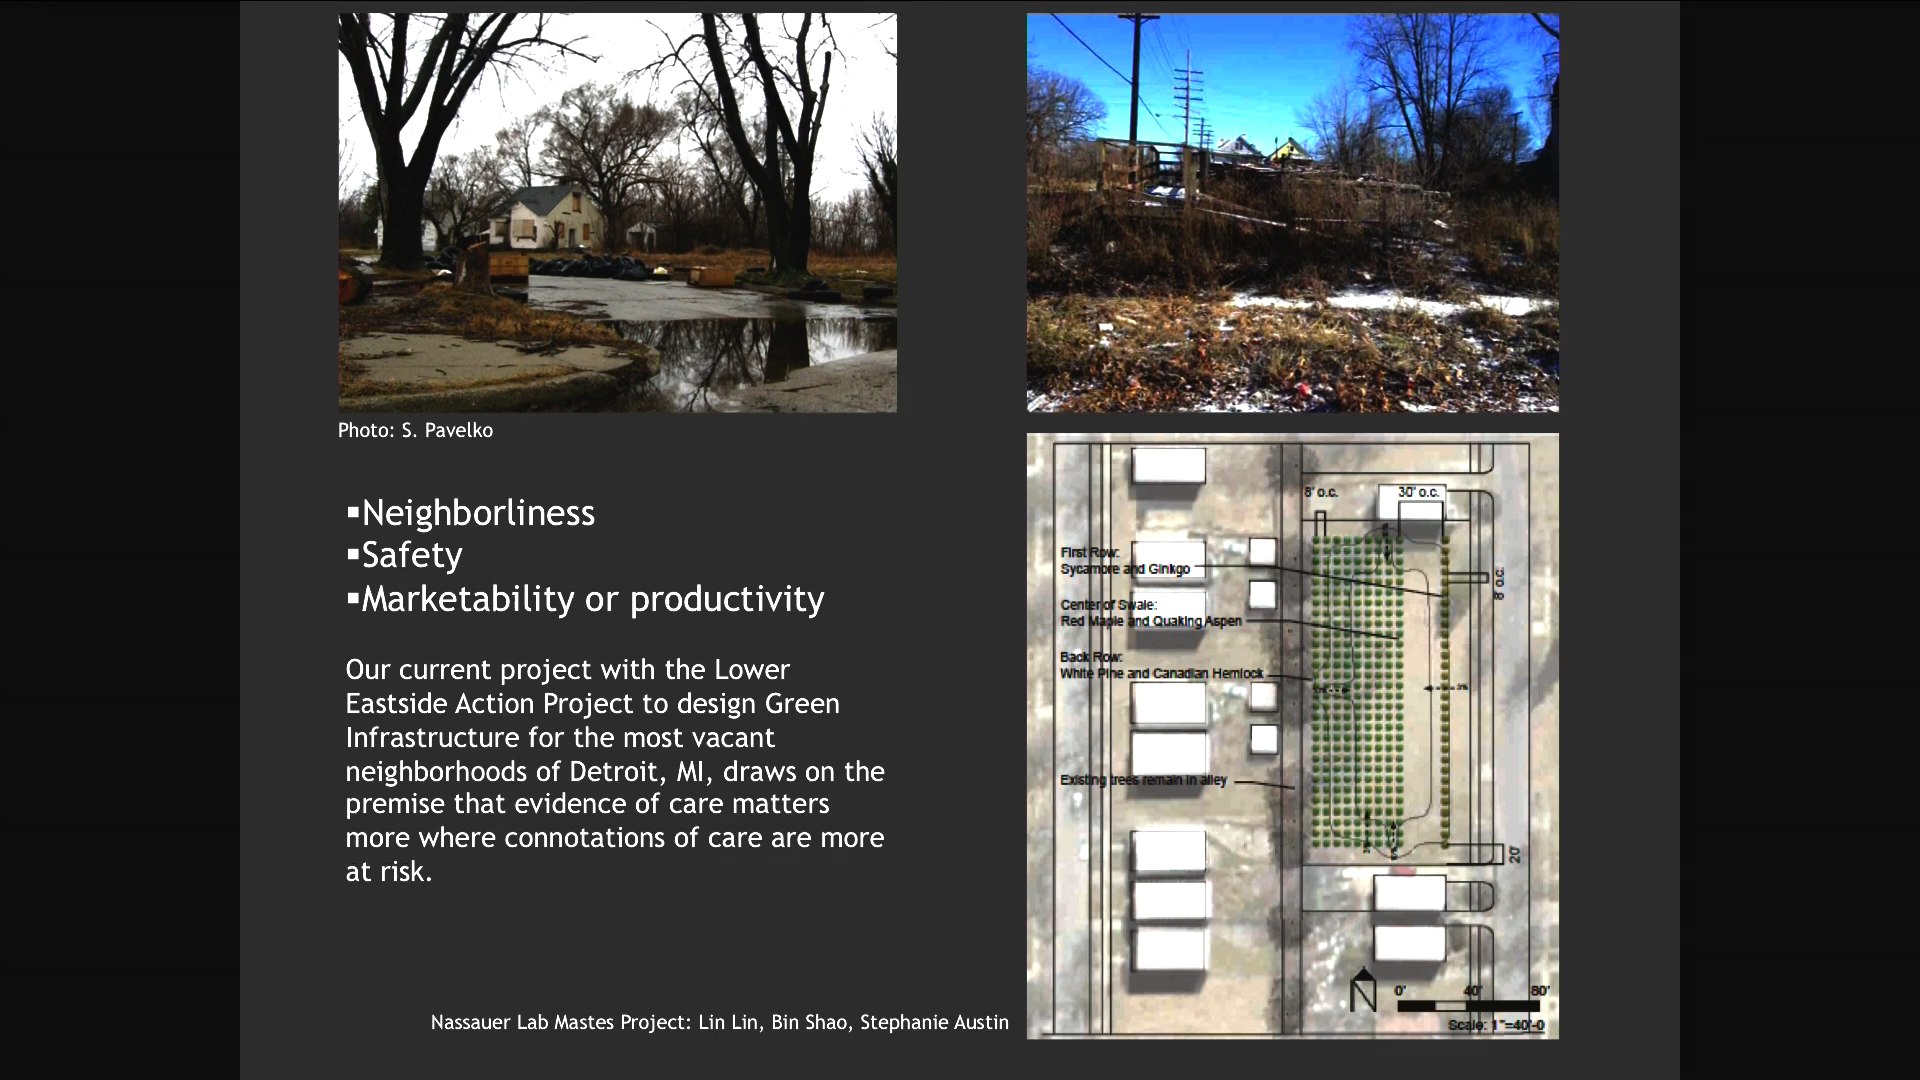 Photo: S. Pavelko
▪Neighborliness
▪Safety
▪Marketability or productivity
Our current project with the Lower
Eastside Action Project to design Green
Infrastructure for the most vacant
neighborhoods of Detroit, MI, draws on the
premise that evidence of care matters
more where connotations of care are more
at risk.
Nassauer Lab Mastes Project: Lin Lin, Bin Shao, Stephanie Austin
8' o.c.
30' o.c.
First Row:
Sycamore and Ginkgo
8' o.c.
Center of Swale:
Red Maple and Quaking Aspen
Back Row:
White Pine and Canadian Hemlock
Existing trees remain in alley
20'
0' 40' 80'
Scale: 1"=40'-0